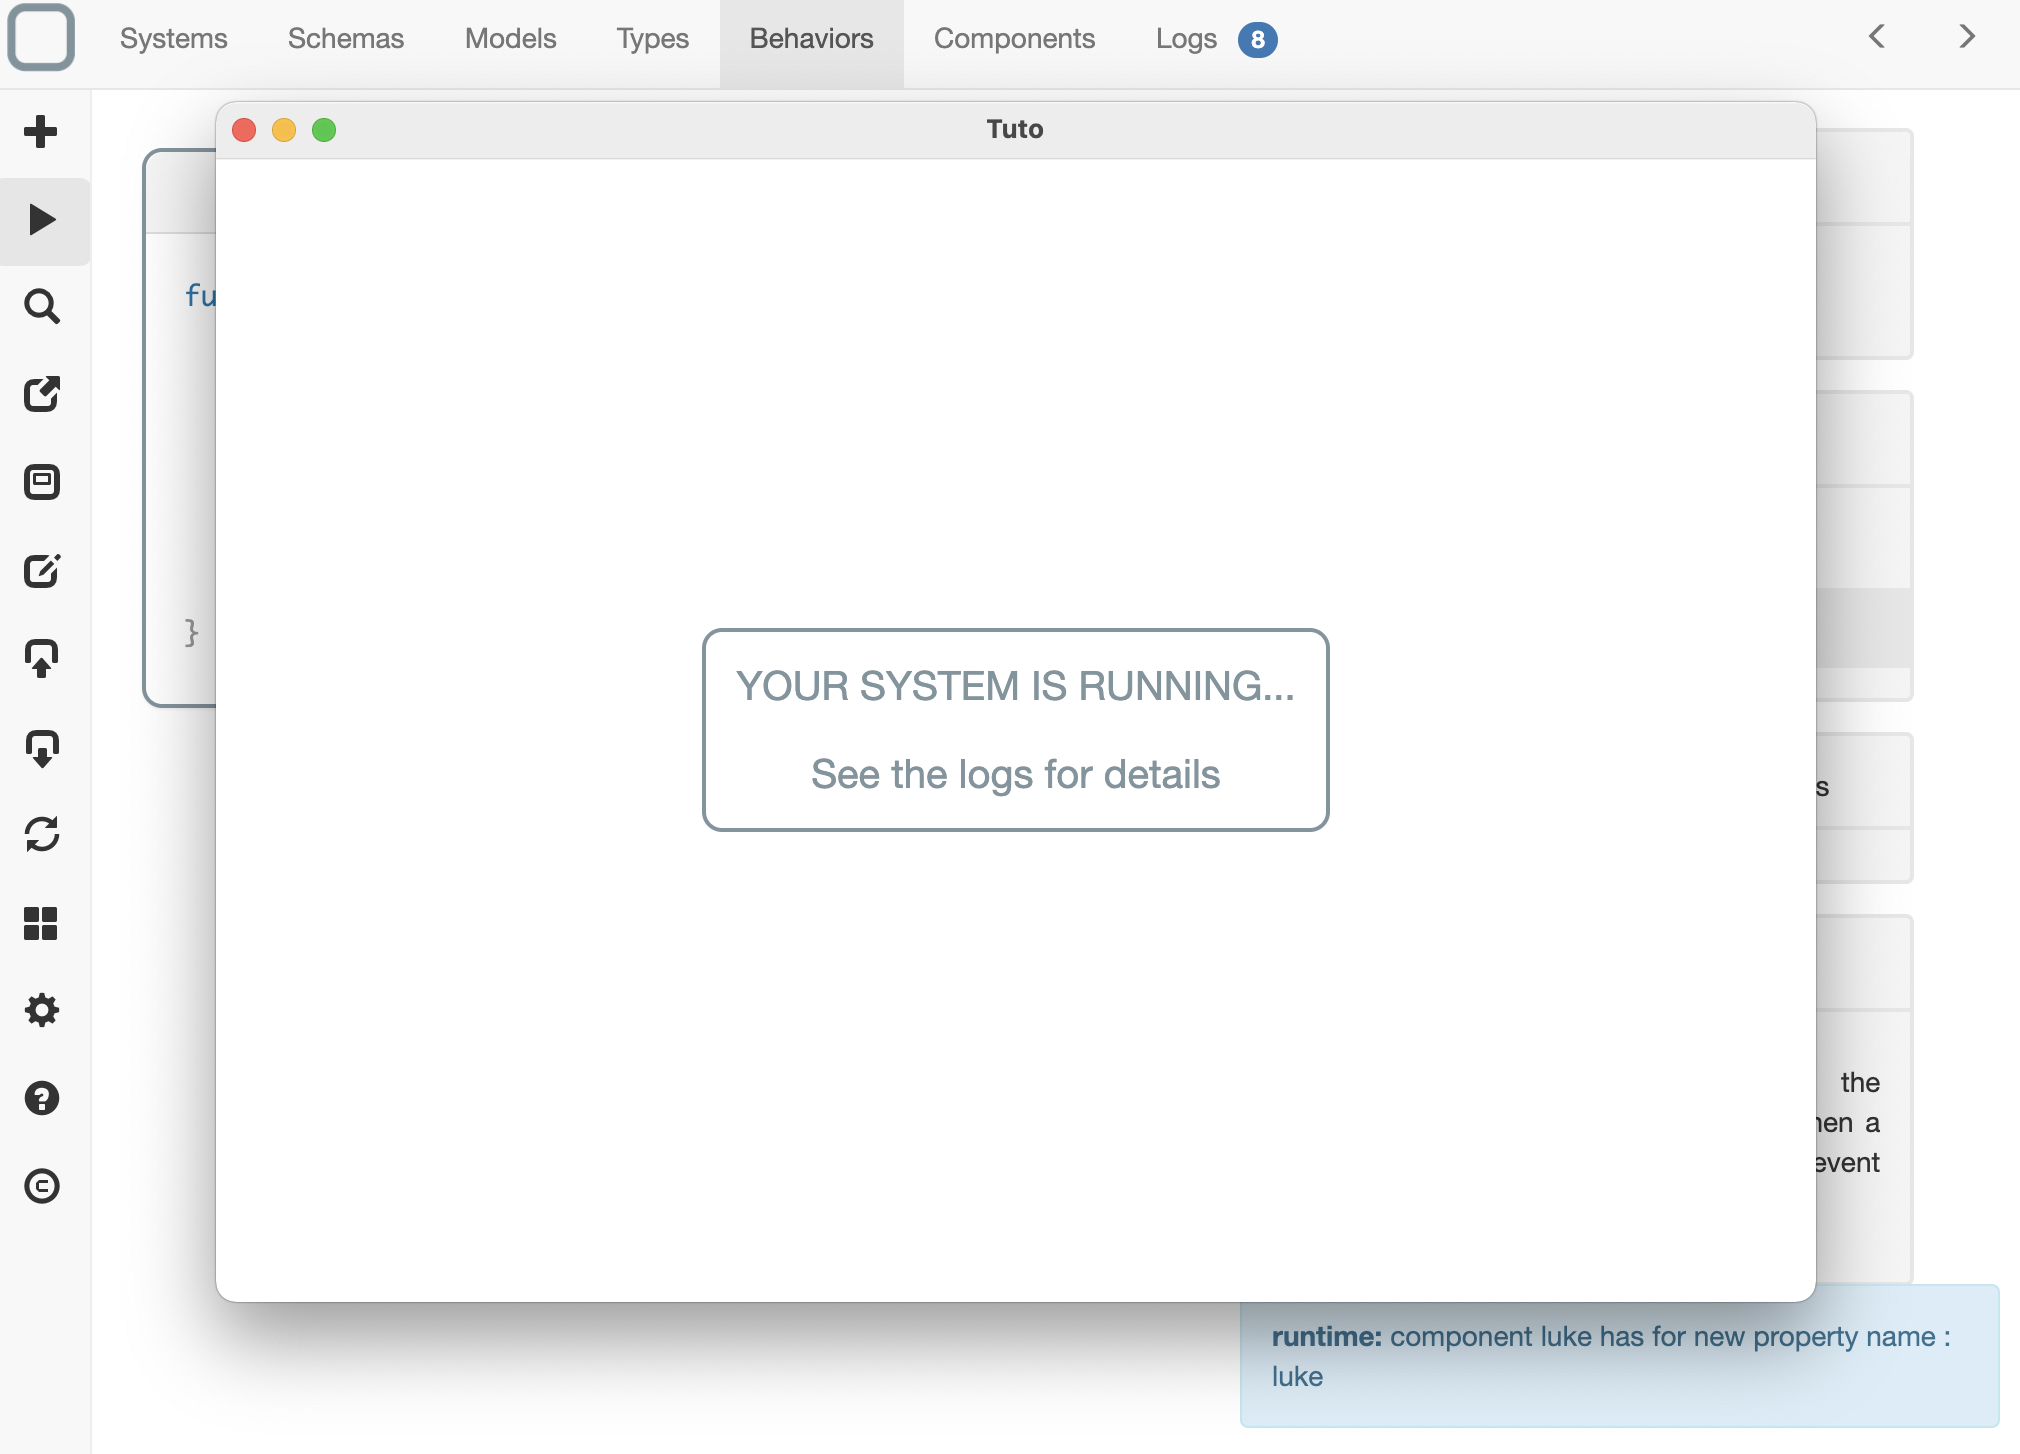 Systems Schemas Models Types Behaviors Components Logs 8
Tuto
fu
}
YOUR SYSTEM IS RUNNING...
See the logs for details
s
the
hen a
event
runtime: component luke has for new property name :
luke